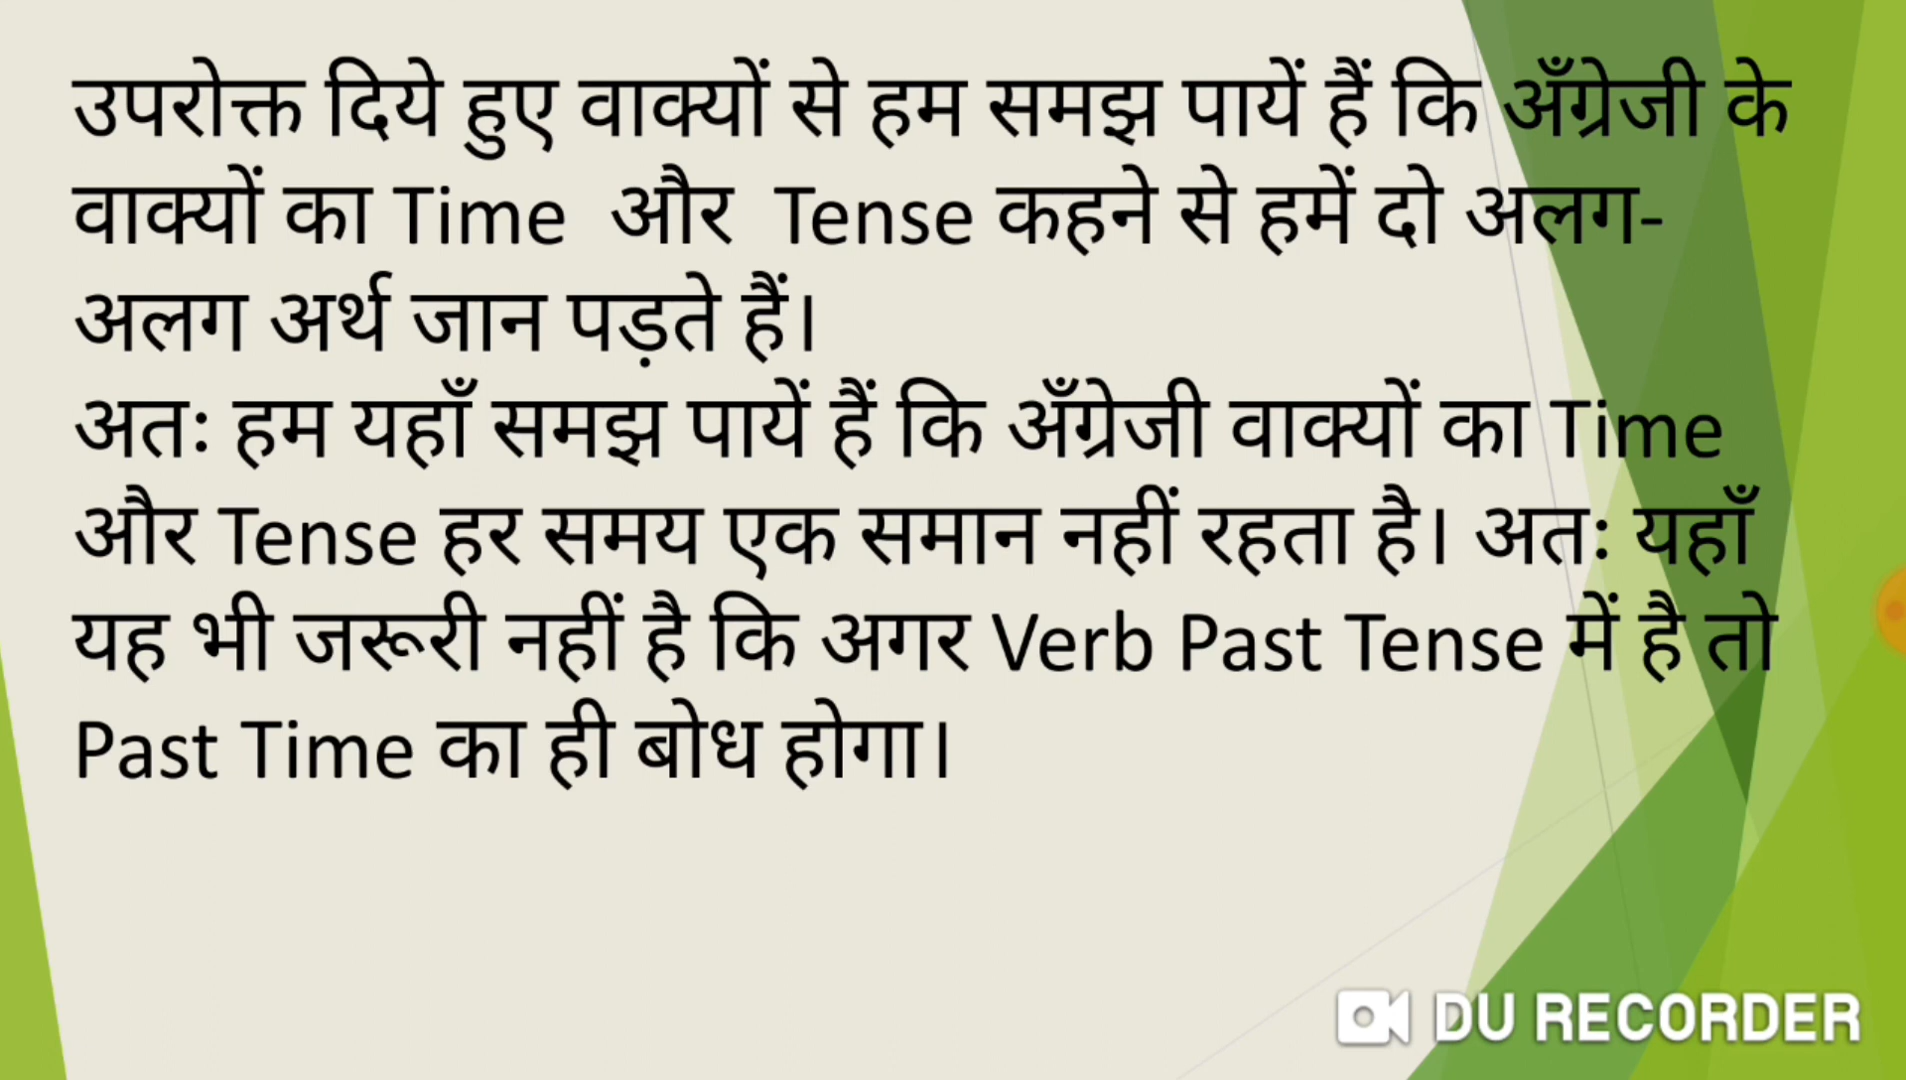 उपरोक्त दिये हुए वाक्यों से हम समझ पायें हैं कि अँग्रेजी के
वाक्यों का Time और Tense कहने से हमें दो अलग-
अलग अर्थ जान पड़ते हैं।
अतः हम यहाँ समझ पायें हैं कि अँग्रेजी वाक्यों का Time
और Tense हर समय एक समान नहीं रहता है। अतः यहाँ
यह भी जरूरी नहीं है कि अगर Verb Past Tense में है तो
Past Time का ही बोध होगा।
DU RECORDER